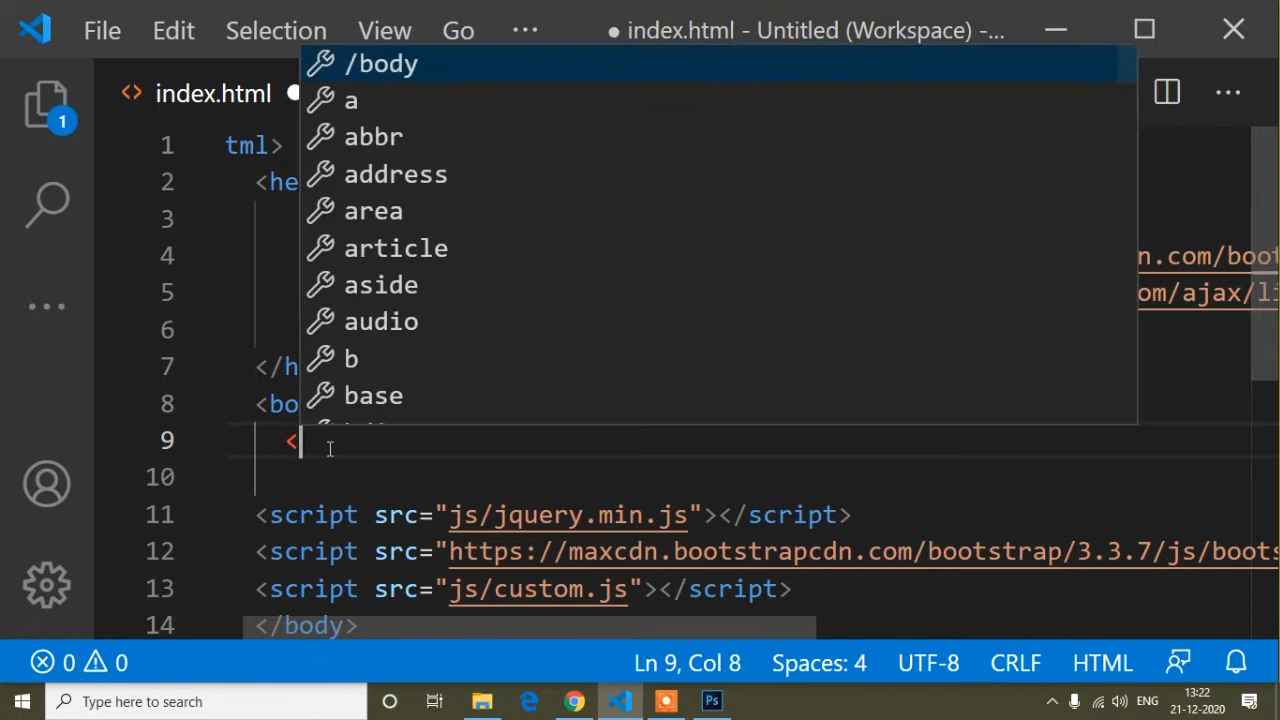 File Edit Selection View Go ··· ● index.html - Untitled (Workspace) -...
index.html
1
/body
a
abbr
address
area
article
aside
audio
b
base
1 tml>
2 <he
3
4 n.com/boot
5 om/ajax/li
6
7 </h
8 <bo
9 <
10
11 <script src="js/jquery.min.js"></script>
12 <script src="https://maxcdn.bootstrapcdn.com/bootstrap/3.3.7/js/boots
13 <script src="js/custom.js"></script>
14 </body>
0 0 Ln 9, Col 8 Spaces: 4 UTF-8 CRLF HTML
Type here to search Ps ENG 13:22
21-12-2020